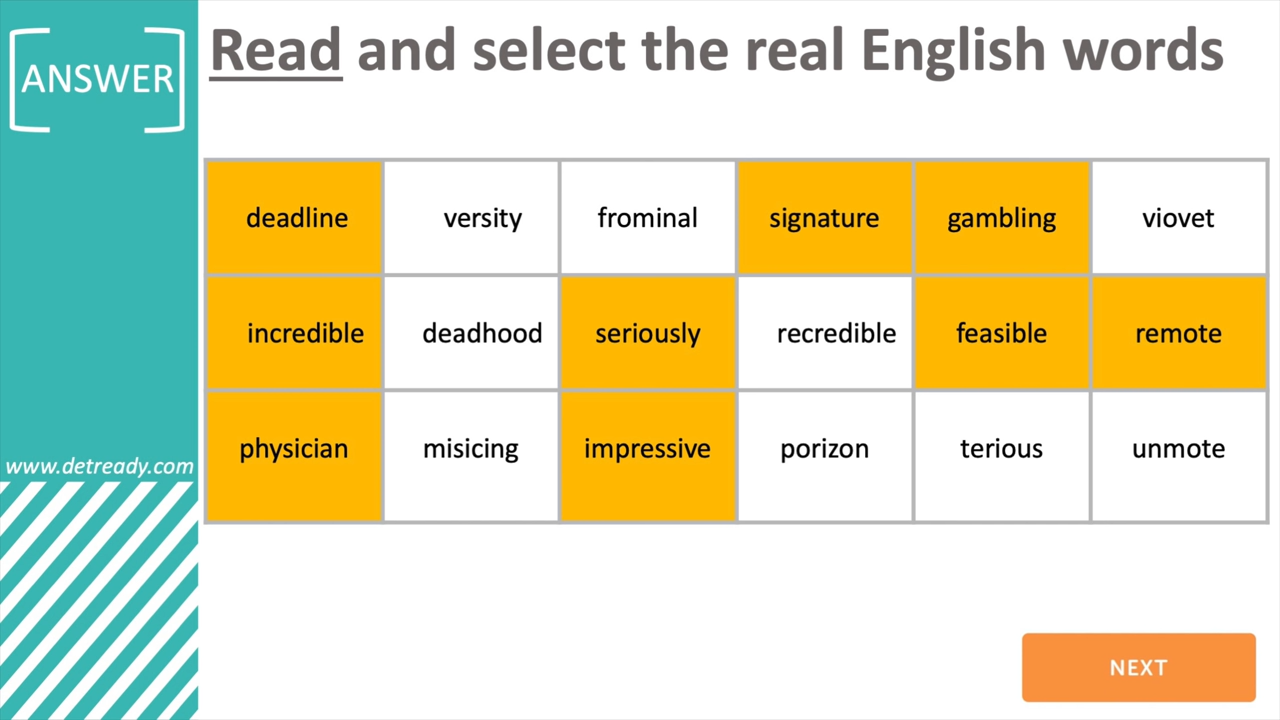 ANSWER
Read and select the real English words
deadline versity frominal signature gambling viovet
incredible deadhood seriously recredible feasible remote
physician misicing impressive porizon terious unmote
www.detready.com
NEXT